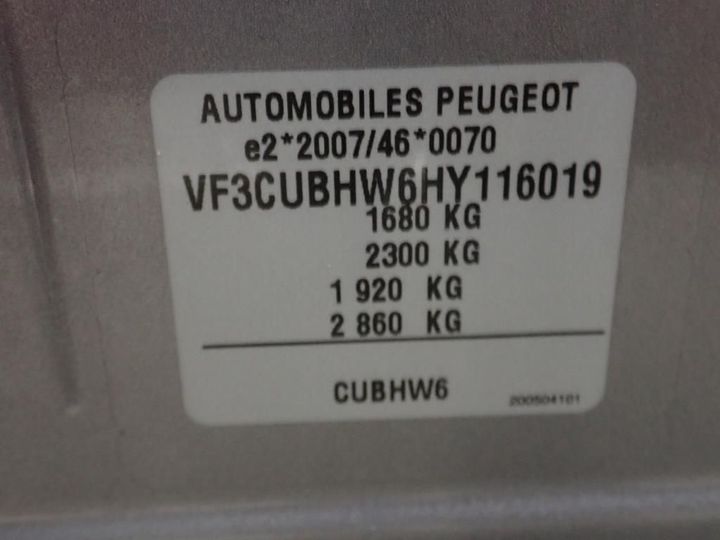 AUTOMOBILES PEUGEOT
e2*2007/46*0070
VF3CUBHW6HY116019
1680 KG
2300 KG
1 920 KG
2 860 KG
CUBHW6
200504101